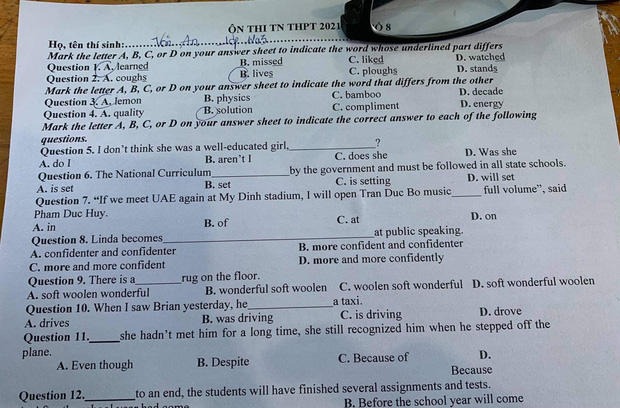 ÔN THI TN THPT 2021 Ố 8
Họ, tên thí sinh:
Mark the letter A, B, C, or D on your answer sheet to indicate the word whose underlined part differs
Question 1. A. learned B. missed C. liked D. watched
Question 2. A. coughs B. lives C. ploughs D. stands
Mark the letter A, B, C, or D on your answer sheet to indicate the word that differs from the other
Question 3. A. lemon B. physics C. bamboo D. decade
Question 4. A. quality B. solution C. compliment D. energy
Mark the letter A, B, C, or D on your answer sheet to indicate the correct answer to each of the following
questions.
Question 5. I don't think she was a well-educated girl,____________?
A. do I B. aren't I C. does she D. Was she
Question 6. The National Curriculum____________by the government and must be followed in all state schools.
A. is set B. set C. is setting D. will set
Question 7. “If we meet UAE again at My Dinh stadium, I will open Tran Duc Bo music_____ full volume”, said
Pham Duc Huy.
A. in B. of C. at D. on
Question 8. Linda becomes____________________________at public speaking.
A. confidenter and confidenter B. more confident and confidenter
C. more and more confident D. more and more confidently
Question 9. There is a_______rug on the floor.
A. soft woolen wonderful B. wonderful soft woolen C. woolen soft wonderful D. soft wonderful woolen
Question 10. When I saw Brian yesterday, he____________a taxi.
A. drives B. was driving C. is driving D. drove
Question 11._____she hadn't met him for a long time, she still recognized him when he stepped off the
plane.
A. Even though B. Despite C. Because of D.
Because
Question 12.________to an end, the students will have finished several assignments and tests.
B. Before the school year will come